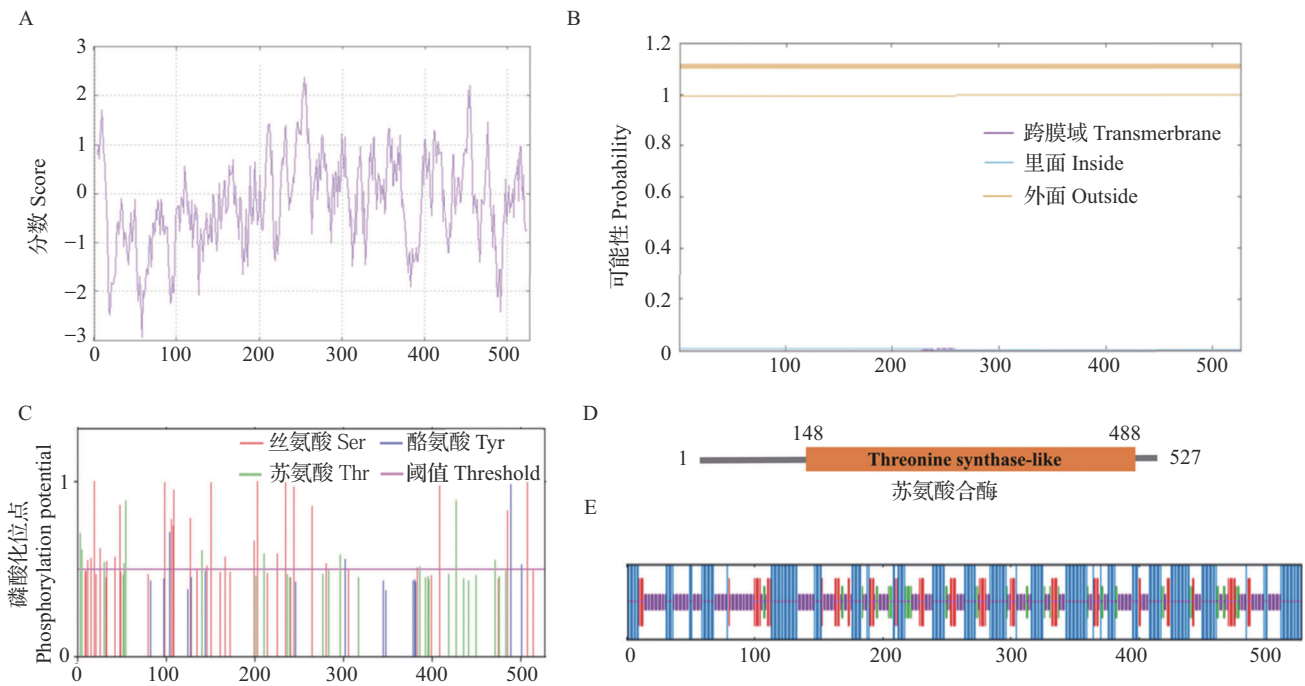 A
3
2
1
0
−1
−2
−3
分数 Score
0 100 200 300 400 500
B
1.2
1
0.8
0.6
0.4
0.2
0
可能性 Probability
跨膜域 Transmerbrane
里面 Inside
外面 Outside
100 200 300 400 500
C
丝氨酸 Ser 酪氨酸 Tyr
苏氨酸 Thr 阈值 Threshold
1
0
磷酸化位点
Phosphorylation potential
0 100 200 300 400 500
D
148 488
1 Threonine synthase-like 527
苏氨酸合酶
E
0 100 200 300 400 500